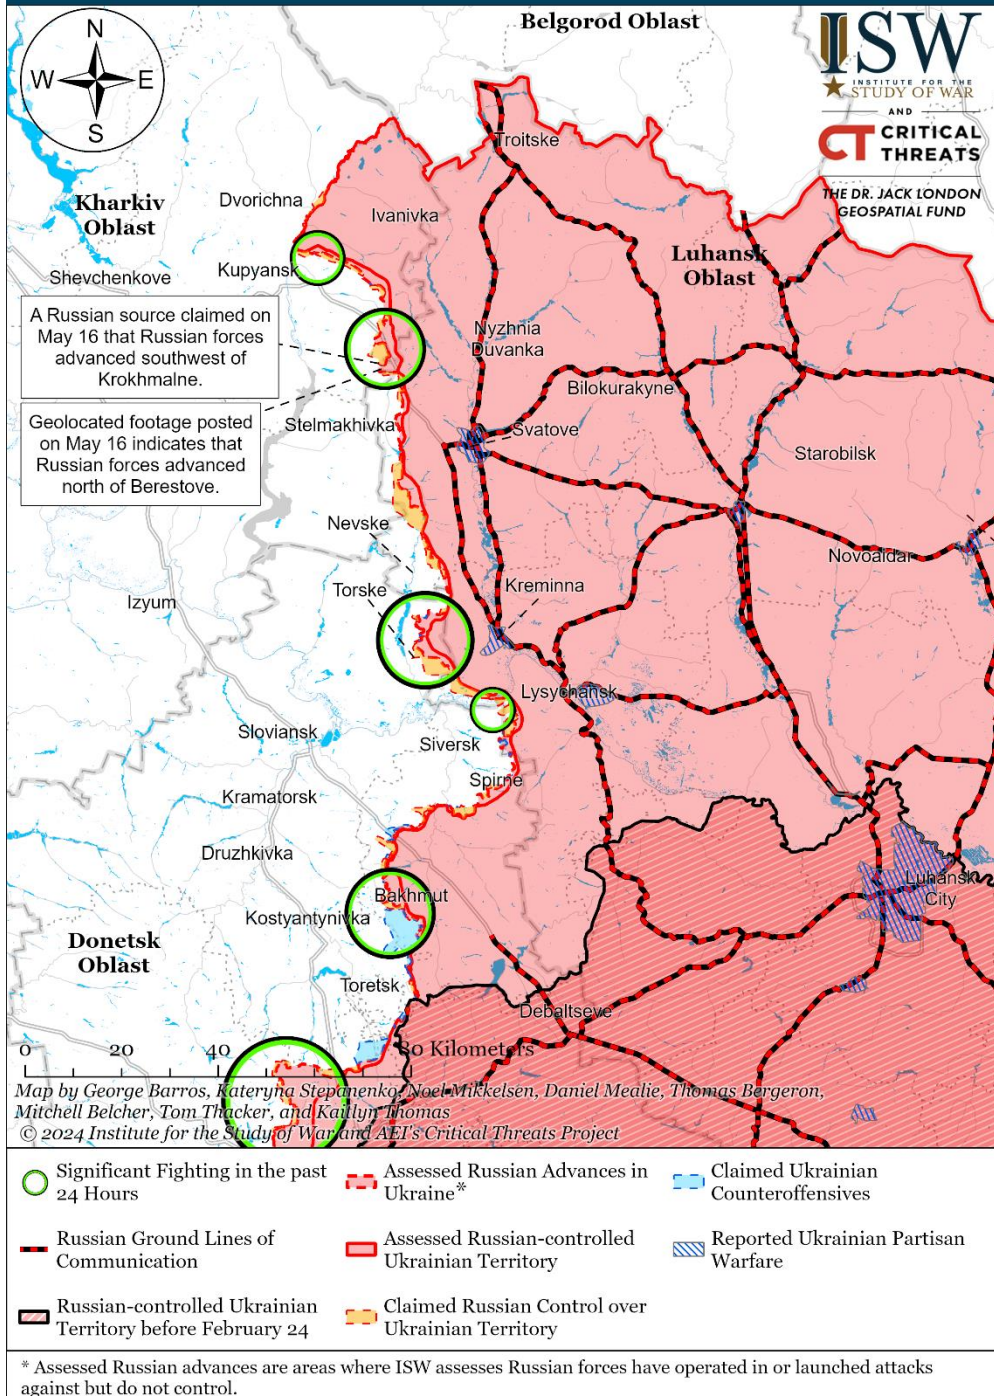 Belgorod Oblast
N
W
E
S
ISW
INSTITUTE FOR THE
STUDY OF WAR
AND
CT CRITICAL
THREATS
THE DR. JACK LONDON
GEOSPATIAL FUND
Troitske
Kharkiv
Oblast
Dvorichna
Ivanivka
Shevchenkove
Kupyansk
Luhansk
Oblast
A Russian source claimed on
May 16 that Russian forces
advanced southwest of
Krokhmalne.
Nyzhnia
Duvanka
Bilokurakyne
Geolocated footage posted
on May 16 indicates that
Russian forces advanced
north of Berestove.
Stelmakhivka
Svatove
Starobilsk
Nevske
Novoaidar
Torske
Kreminna
Izyum
Lysychansk
Sloviansk
Siversk
Spirne
Kramatorsk
Druzhkivka
Luhansk
City
Bakhmut
Kostyantynivka
Donetsk
Oblast
Toretsk
Debaltseve
0
20
40
80 Kilometers
Map by George Barros, Kateryna Stepanenko, Noel Mikkelsen, Daniel Mealie, Thomas Bergeron,
Mitchell Belcher, Tom Thacker, and Kaitlyn Thomas
© 2024 Institute for the Study of War and AEI's Critical Threats Project
Significant Fighting in the past
24 Hours
Assessed Russian Advances in
Ukraine*
Claimed Ukrainian
Counteroffensives
Russian Ground Lines of
Communication
Assessed Russian-controlled
Ukrainian Territory
Reported Ukrainian Partisan
Warfare
Russian-controlled Ukrainian
Territory before February 24
Claimed Russian Control over
Ukrainian Territory
* Assessed Russian advances are areas where ISW assesses Russian forces have operated in or launched attacks
against but do not control.